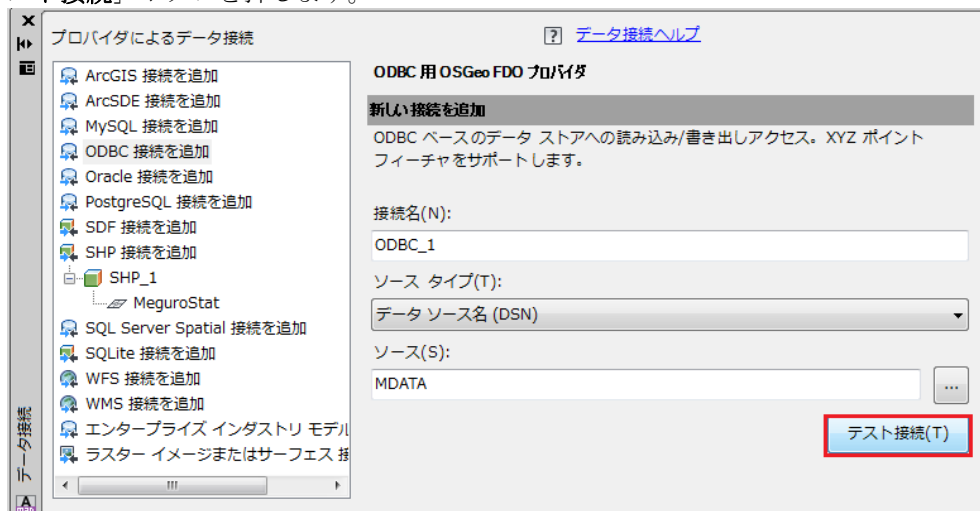 接続」
プロバイダによるデータ接続
ArcGIS 接続を追加
ArcSDE 接続を追加
MySQL 接続を追加
ODBC 接続を追加
Oracle 接続を追加
PostgreSQL 接続を追加
SDF 接続を追加
SHP 接続を追加
SHP_1
MeguroStat
SQL Server Spatial 接続を追加
SQLite 接続を追加
WFS 接続を追加
WMS 接続を追加
エンタープライズ インダストリ モデル
ラスター イメージまたはサーフェス 接
データ接続
? データ接続ヘルプ
ODBC 用 OSGeo FDO プロバイダ
新しい接続を追加
ODBC ベースのデータ ストアへの読み込み/書き出しアクセス。XYZ ポイント
フィーチャをサポートします。
接続名(N):
ODBC_1
ソース タイプ(T):
データ ソース名 (DSN)
ソース(S):
MDATA
...
テスト接続(T)